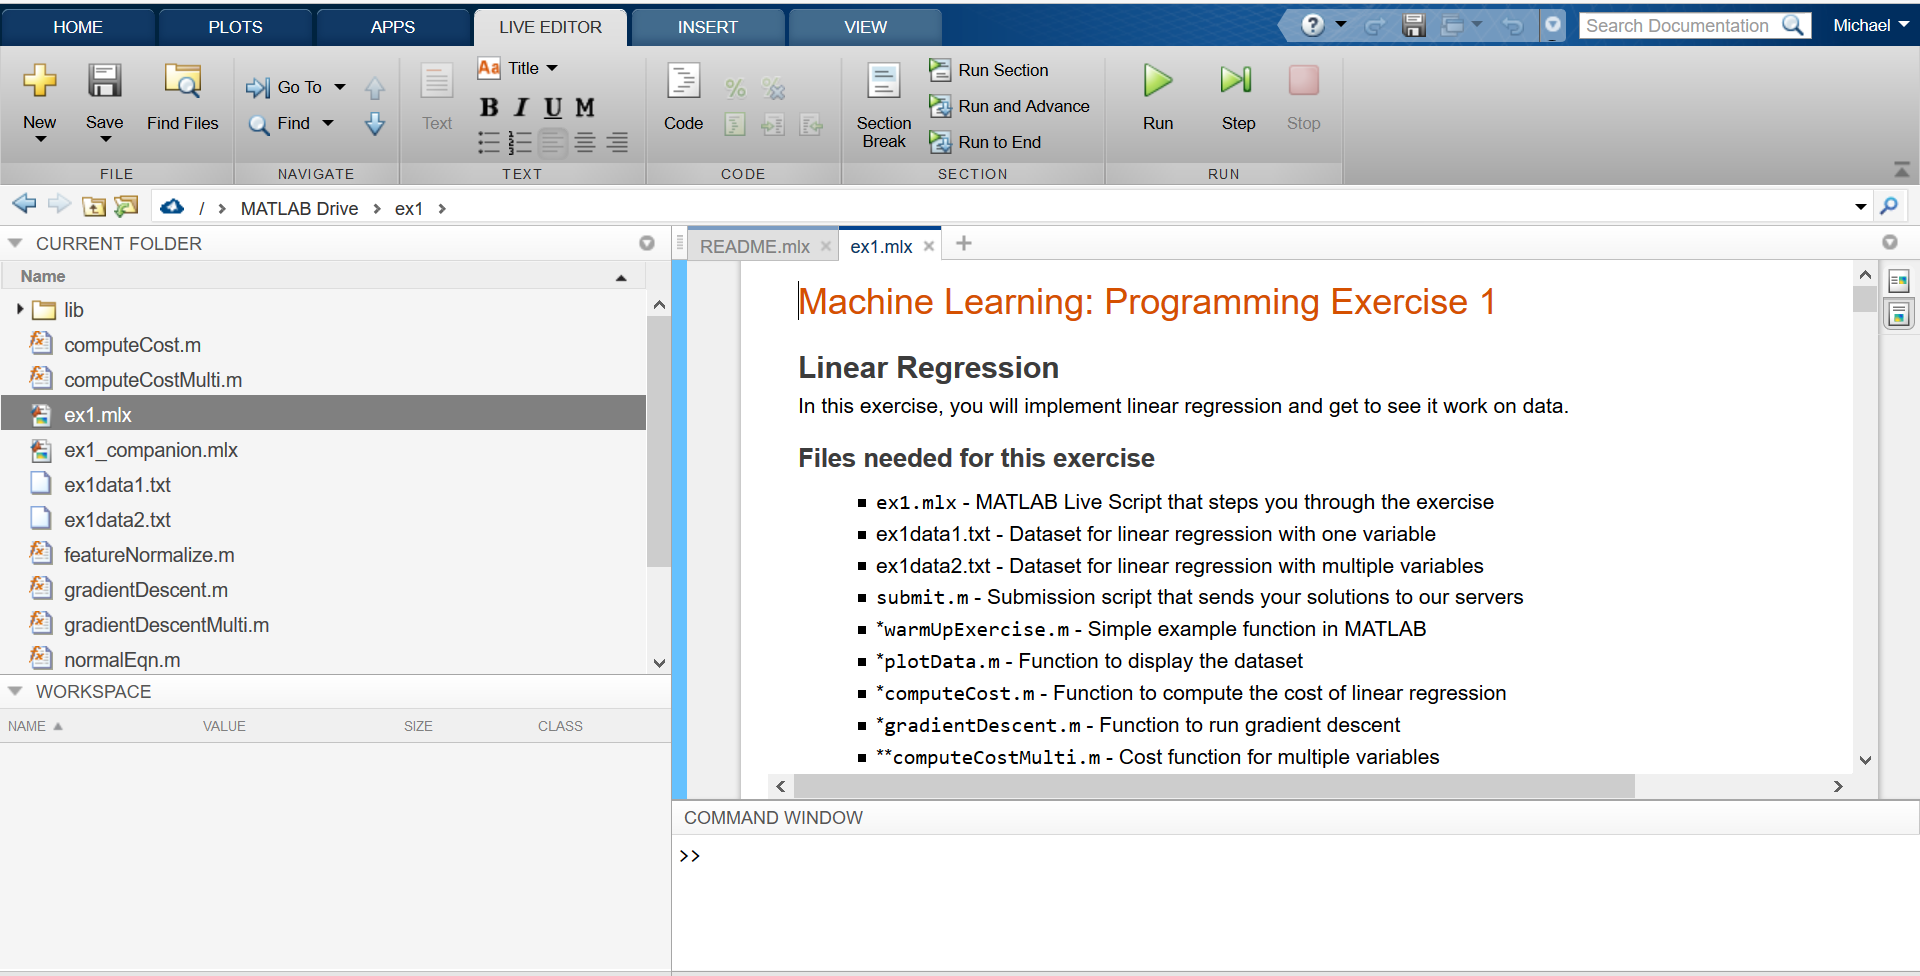 HOME PLOTS APPS LIVE EDITOR INSERT VIEW Search Documentation Michael
New Save Find Files
FILE
Go To
Find
NAVIGATE
Text
Aa Title
B I U M
TEXT
Code
CODE
Section
Break
Run Section
Run and Advance
Run to End
SECTION
Run Step Stop
RUN
/ › MATLAB Drive › ex1 ›
CURRENT FOLDER
Name
lib
computeCost.m
computeCostMulti.m
ex1.mlx
ex1_companion.mlx
ex1data1.txt
ex1data2.txt
featureNormalize.m
gradientDescent.m
gradientDescentMulti.m
normalEqn.m
WORKSPACE
NAME VALUE SIZE CLASS
README.mlx × ex1.mlx × +
Machine Learning: Programming Exercise 1
Linear Regression
In this exercise, you will implement linear regression and get to see it work on data.
Files needed for this exercise
ex1.mlx - MATLAB Live Script that steps you through the exercise
ex1data1.txt - Dataset for linear regression with one variable
ex1data2.txt - Dataset for linear regression with multiple variables
submit.m - Submission script that sends your solutions to our servers
*warmUpExercise.m - Simple example function in MATLAB
*plotData.m - Function to display the dataset
*computeCost.m - Function to compute the cost of linear regression
*gradientDescent.m - Function to run gradient descent
**computeCostMulti.m - Cost function for multiple variables
COMMAND WINDOW
>>